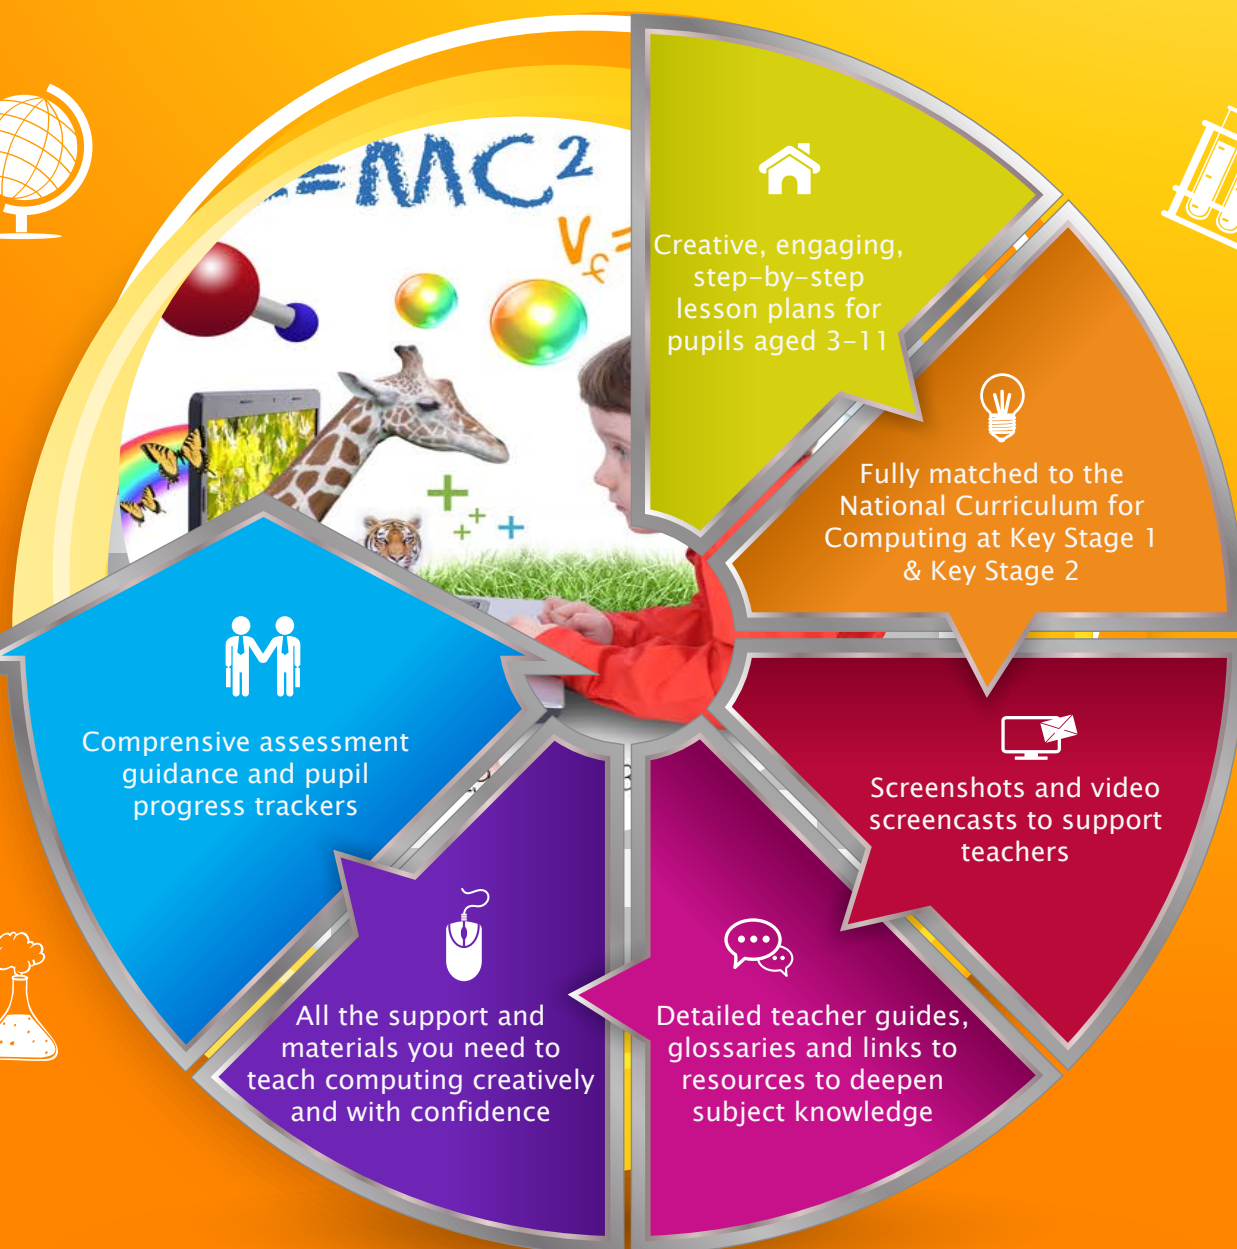 =MC²
V_f =
Creative, engaging,
step-by-step
lesson plans for
pupils aged 3-11
Fully matched to the
National Curriculum for
Computing at Key Stage 1
& Key Stage 2
Screenshots and video
screencasts to support
teachers
Detailed teacher guides,
glossaries and links to
resources to deepen
subject knowledge
All the support and
materials you need to
teach computing creatively
and with confidence
Comprensive assessment
guidance and pupil
progress trackers